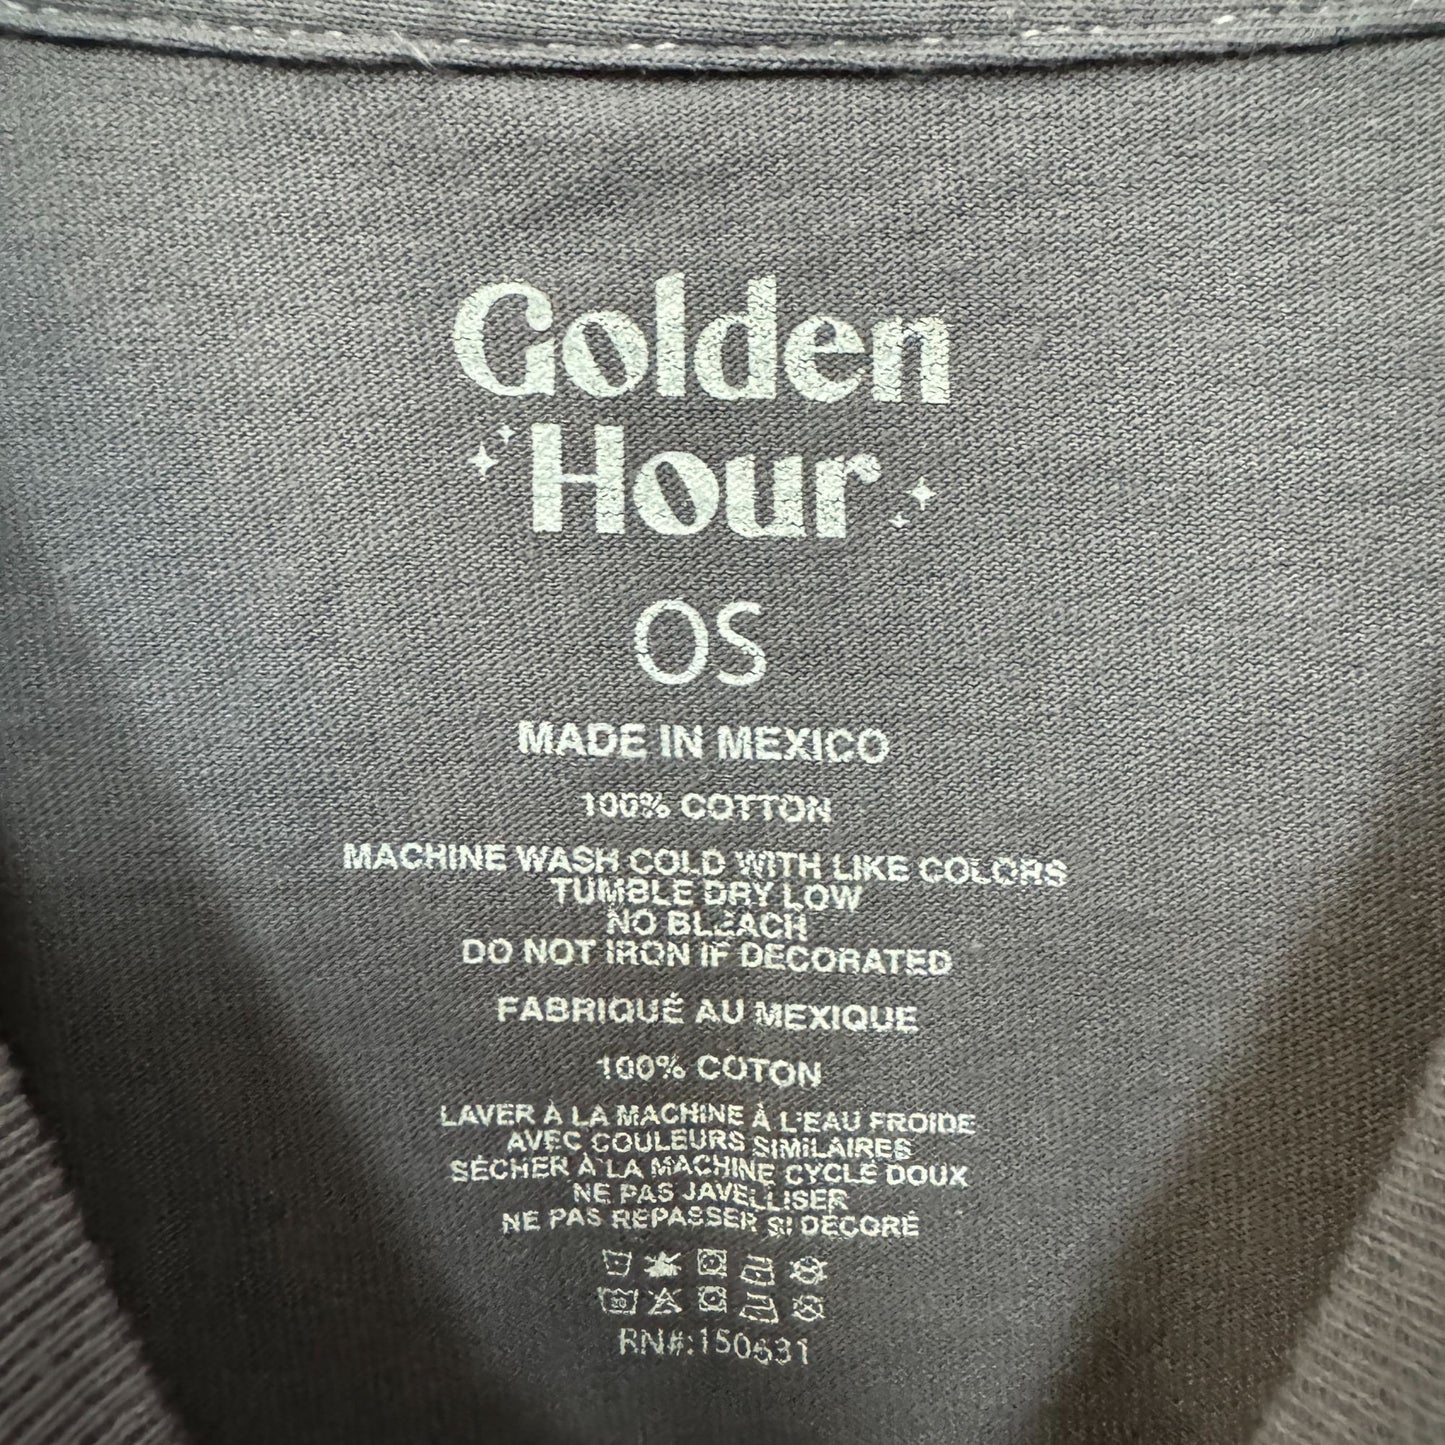 Golden
Hour
OS
MADE IN MEXICO
100% COTTON
MACHINE WASH COLD WITH LIKE COLORS
TUMBLE DRY LOW
NO BLEACH
DO NOT IRON IF DECORATED
FABRIQUÉ AU MEXIQUE
100% COTON
LAVER À LA MACHINE À L'EAU FROIDE
AVEC COULEURS SIMILAIRES
SÉCHER À LA MACHINE CYCLE DOUX
NE PAS JAVELLISER
NE PAS REPASSER SI DÉCORÉ
RN#: